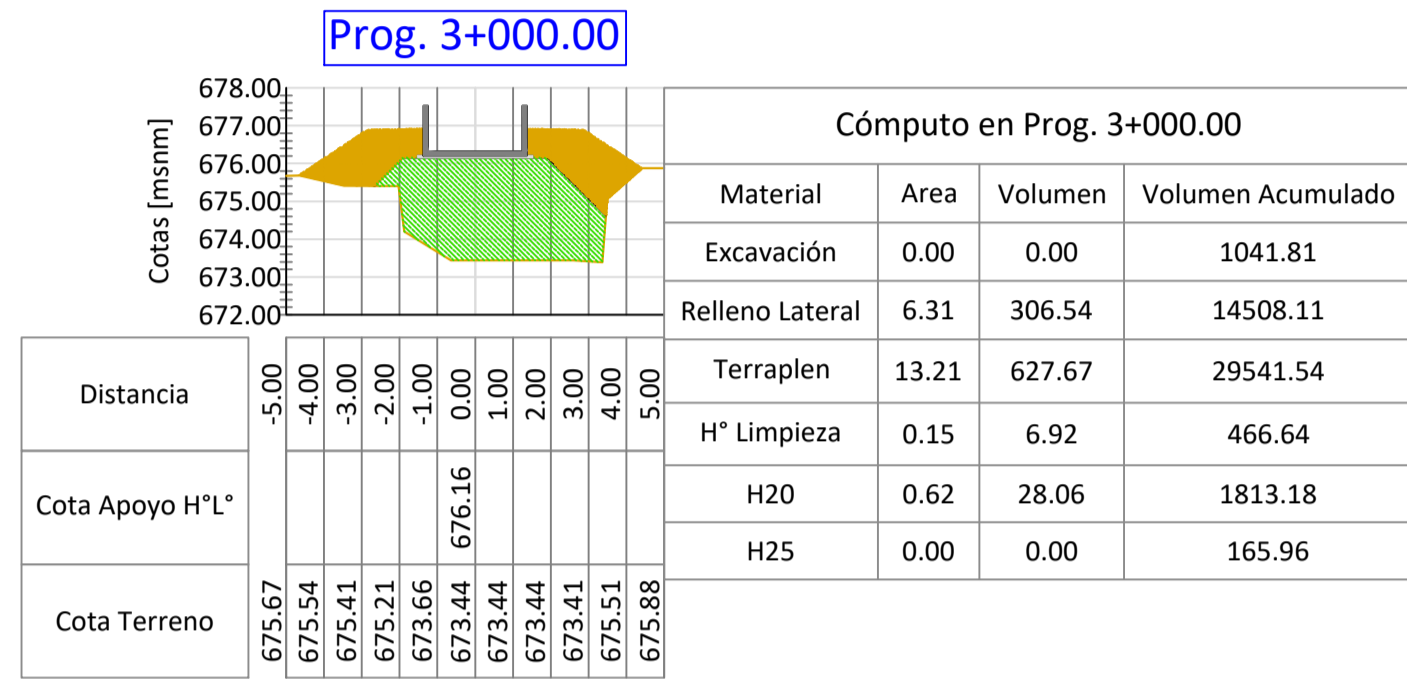 Prog. 3+000.00
678.00
677.00
676.00
675.00
674.00
673.00
672.00
Cotas [msnm]
Distancia -5.00 -4.00 -3.00 -2.00 -1.00 0.00 1.00 2.00 3.00 4.00 5.00
Cota Apoyo H°L° 676.16
Cota Terreno 675.67 675.54 675.41 675.21 673.66 673.44 673.44 673.44 673.41 675.51 675.88
Cómputo en Prog. 3+000.00
Material Area Volumen Volumen Acumulado
Excavación 0.00 0.00 1041.81
Relleno Lateral 6.31 306.54 14508.11
Terraplen 13.21 627.67 29541.54
H° Limpieza 0.15 6.92 466.64
H20 0.62 28.06 1813.18
H25 0.00 0.00 165.96